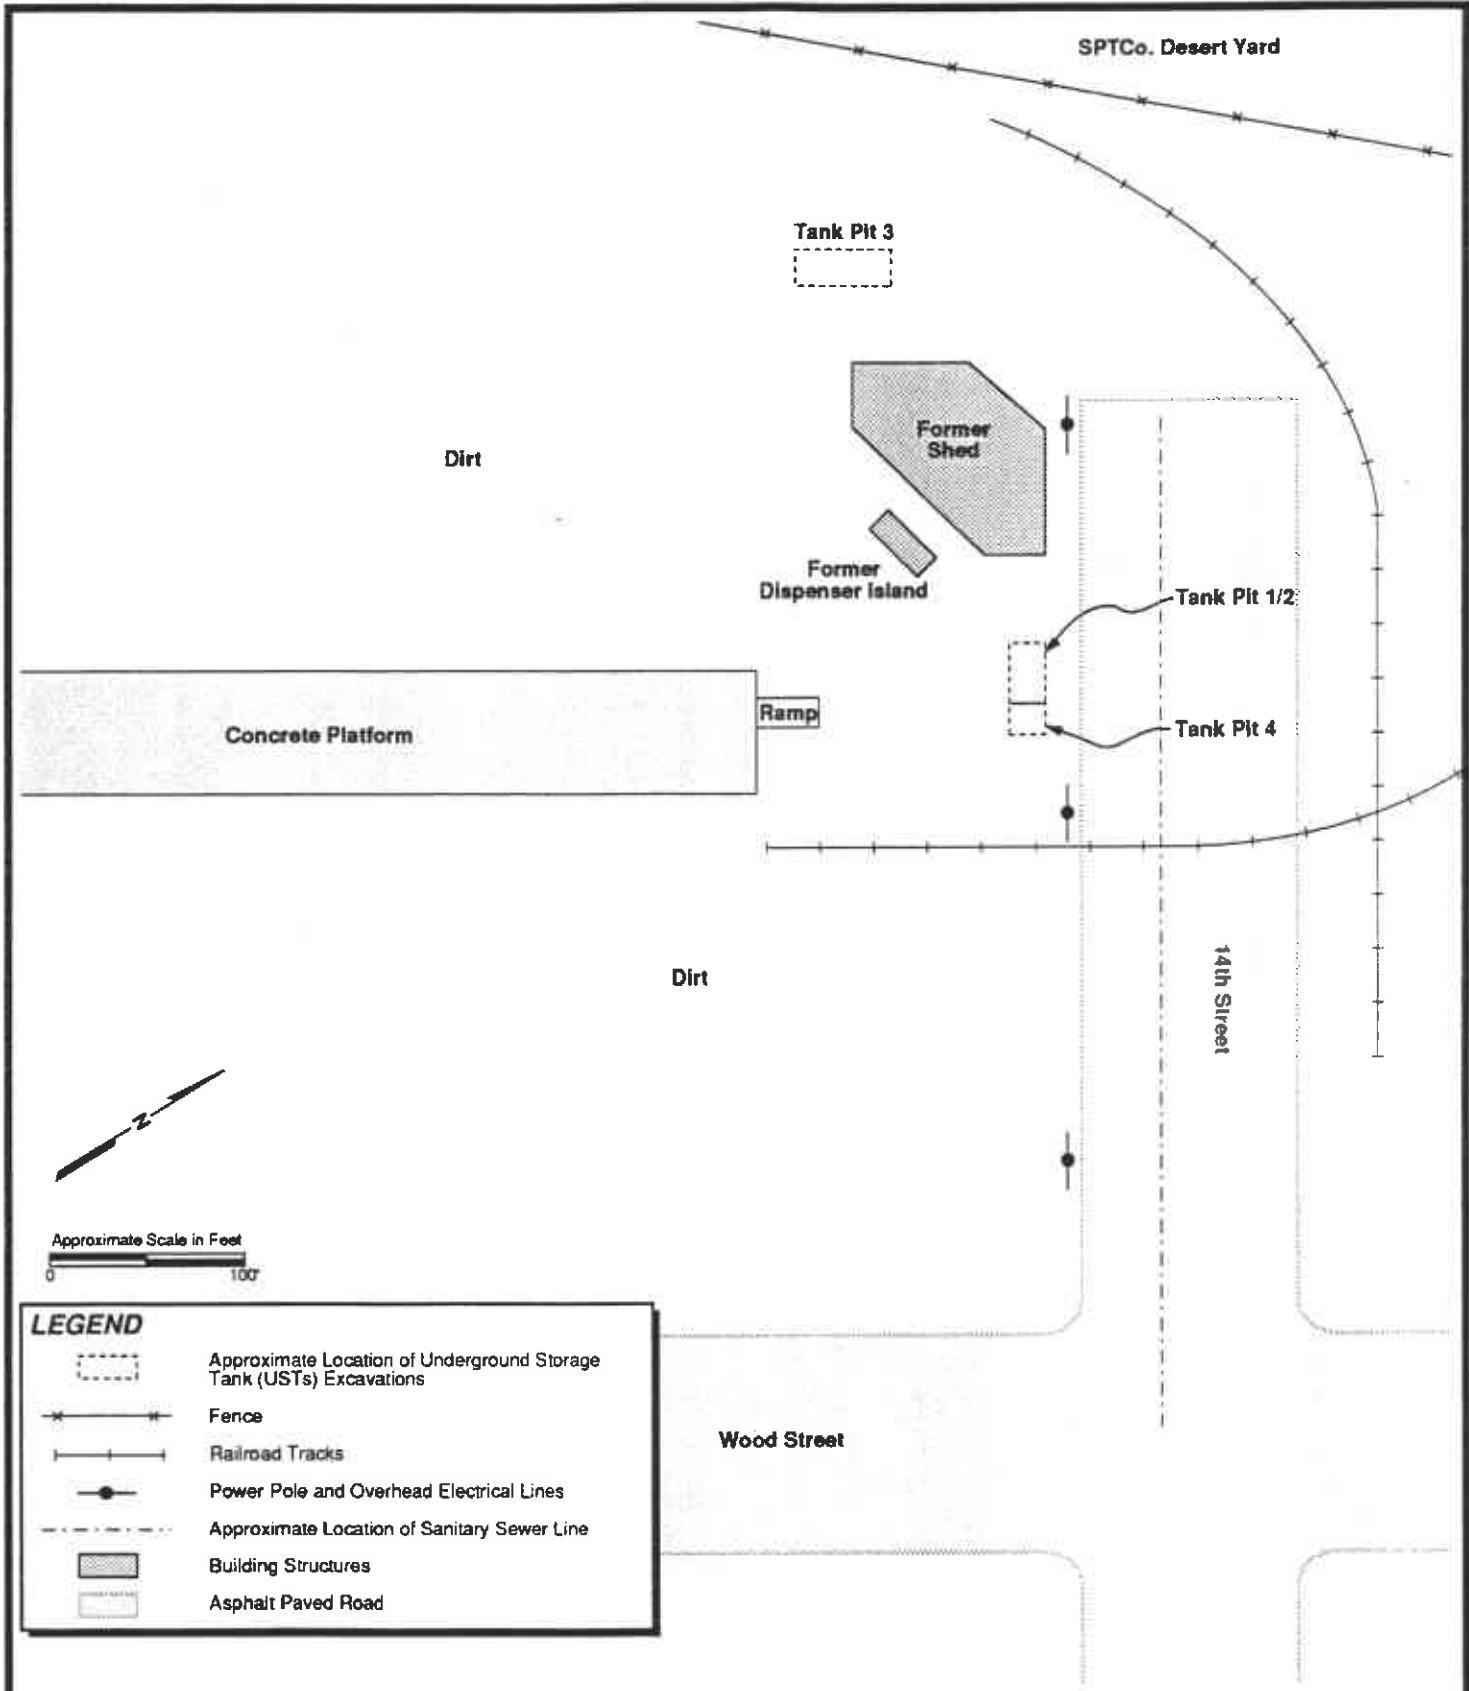 SPTCo. Desert Yard
Tank Pit 3
Former
Shed
Dirt
Former
Dispenser Island
Tank Pit 1/2
Ramp
Concrete Platform
Tank Pit 4
14th Street
Dirt
N
Approximate Scale in Feet
0 100'
LEGEND
Approximate Location of Underground Storage
Tank (USTs) Excavations
Fence
Railroad Tracks
Power Pole and Overhead Electrical Lines
Approximate Location of Sanitary Sewer Line
Building Structures
Asphalt Paved Road
Wood Street